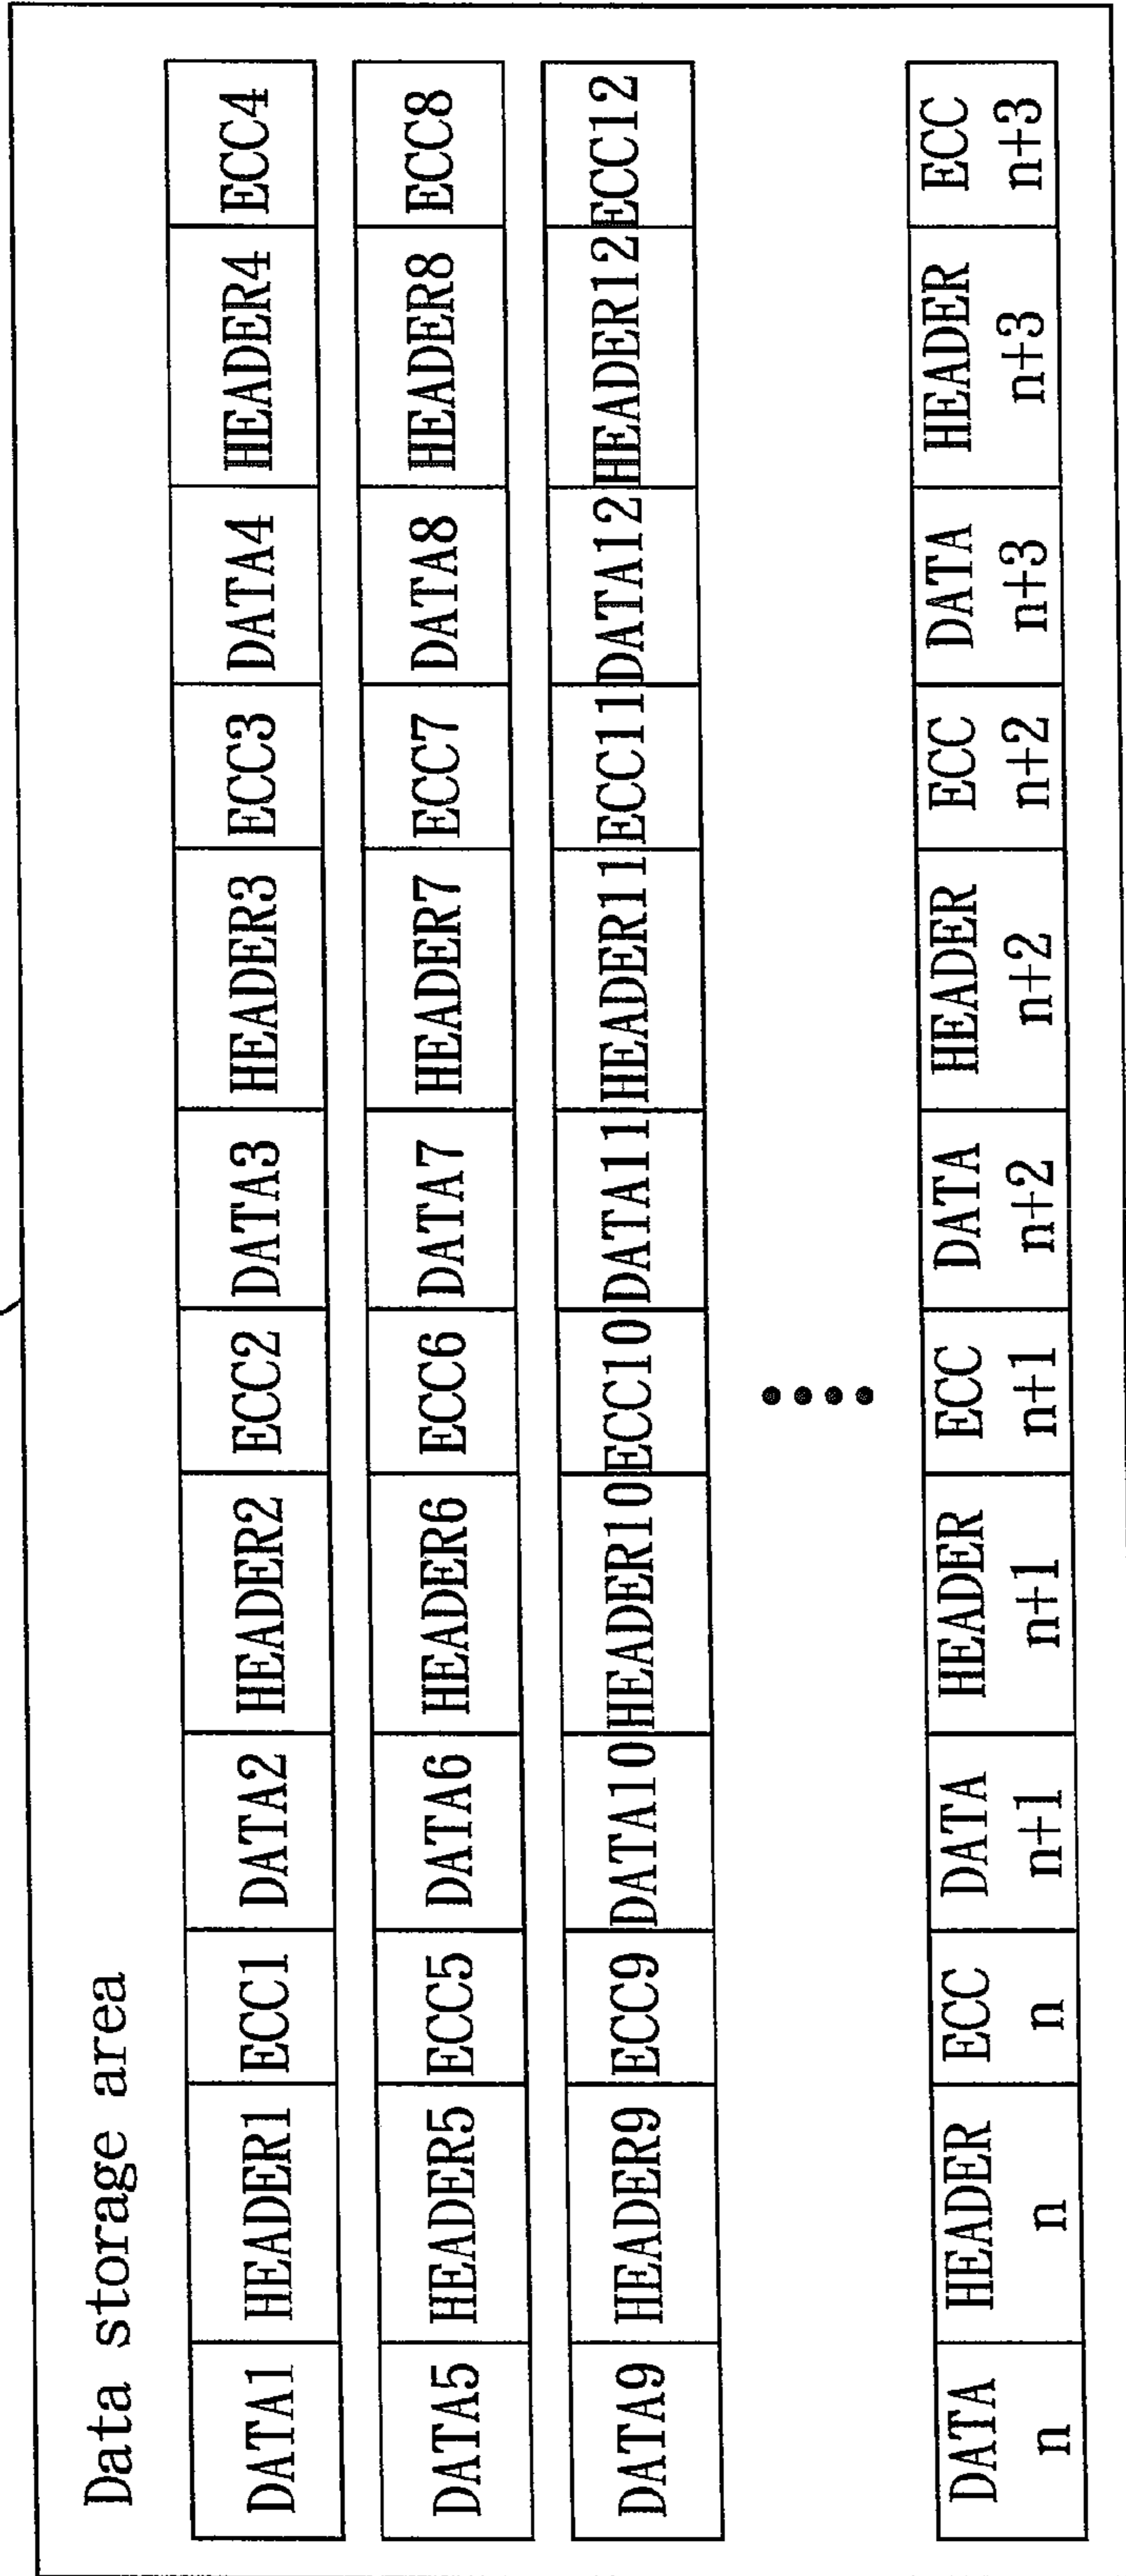 Data storage area
DATA1 HEADER1 ECC1 DATA2 HEADER2 ECC2 DATA3 HEADER3 ECC3 DATA4 HEADER4 ECC4
DATA5 HEADER5 ECC5 DATA6 HEADER6 ECC6 DATA7 HEADER7 ECC7 DATA8 HEADER8 ECC8
DATA9 HEADER9 ECC9 DATA10 HEADER10 ECC10 DATA11 HEADER11 ECC11 DATA12 HEADER12 ECC12
DATA HEADER ECC DATA HEADER ECC DATA HEADER ECC DATA HEADER ECC
n n n n+1 n+1 n+1 n+2 n+2 n+2 n+3 n+3 n+3